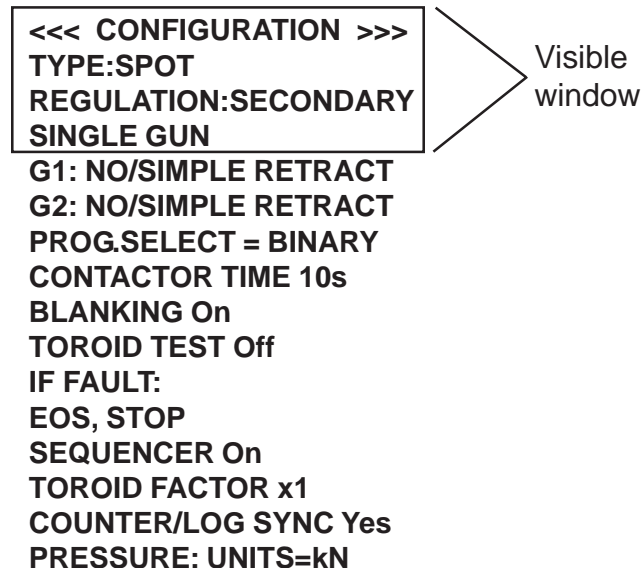 <<< CONFIGURATION >>>
TYPE:SPOT
REGULATION:SECONDARY
SINGLE GUN
Visible
window
G1: NO/SIMPLE RETRACT
G2: NO/SIMPLE RETRACT
PROG.SELECT = BINARY
CONTACTOR TIME 10s
BLANKING On
TOROID TEST Off
IF FAULT:
EOS, STOP
SEQUENCER On
TOROID FACTOR x1
COUNTER/LOG SYNC Yes
PRESSURE: UNITS=kN